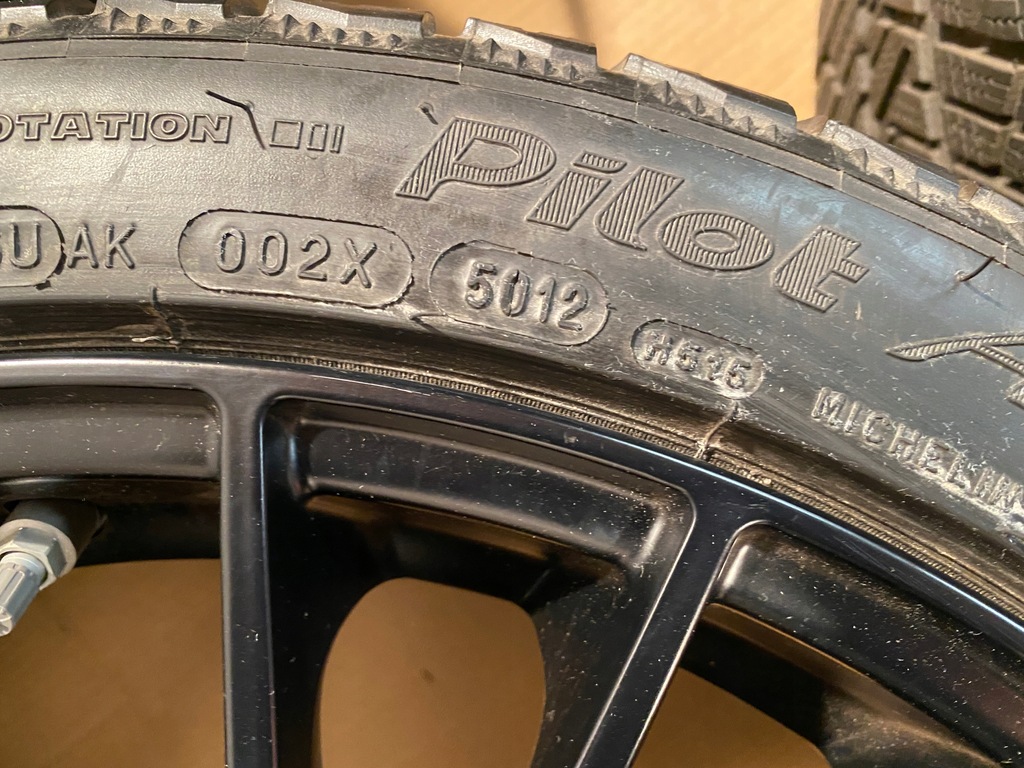 OTATION
Pilot
U AK 002X 5012
MICHELIN
A